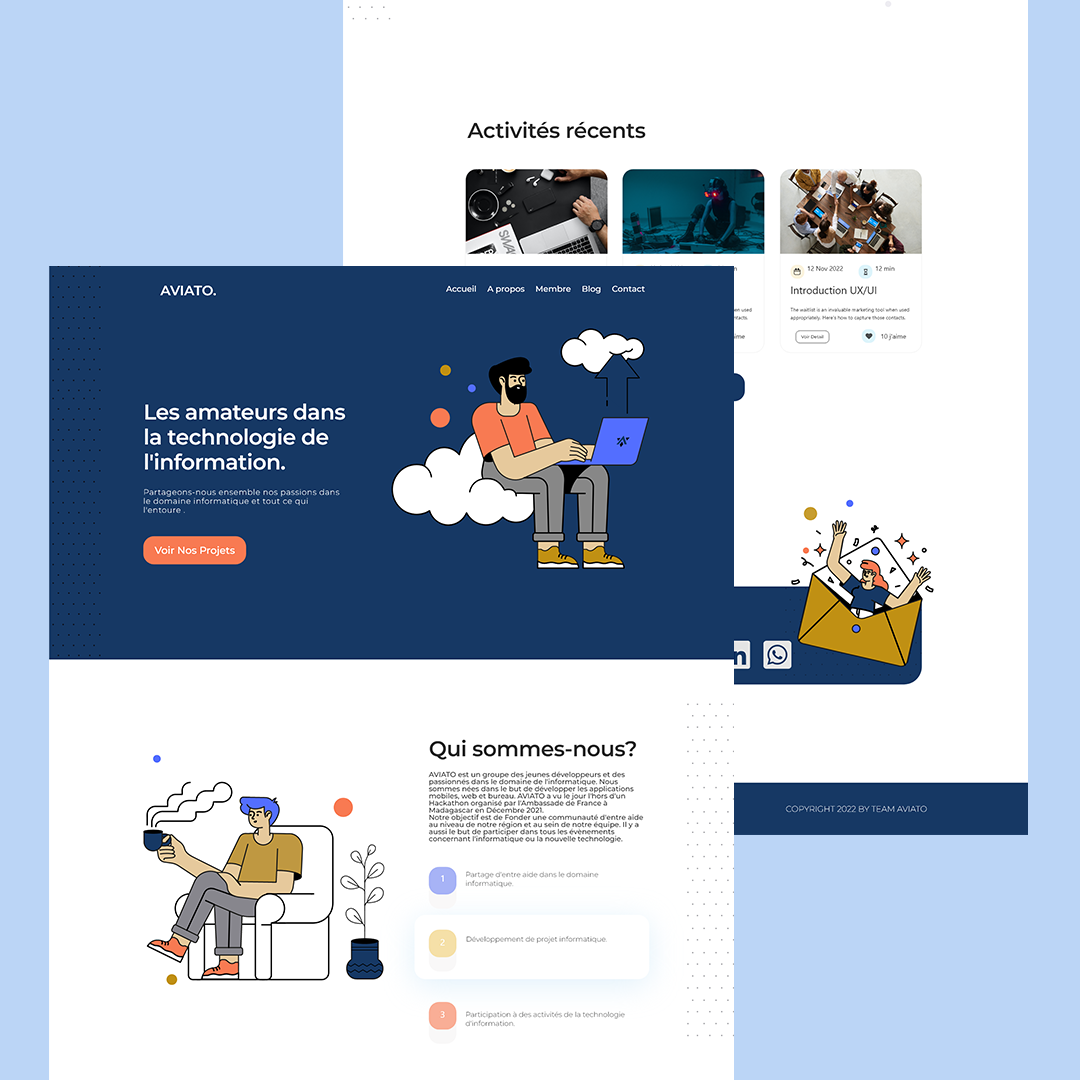 Activités récents
12 Nov 2022
12 min
Introduction UX/UI
The waitlist is an invaluable marketing tool when used
appropriately. Here's how to capture those contacts.
Voir Detail
10 j'aime
AVIATO.
Accueil
A propos
Membre
Blog
Contact
Les amateurs dans
la technologie de
l'information.
Partageons-nous ensemble nos passions dans
le domaine informatique et tout ce qui
l'entoure .
Voir Nos Projets
Qui sommes-nous?
AVIATO est un groupe des jeunes développeurs et des
passionnés dans le domaine de l'informatique. Nous
sommes nées dans le but de développer les applications
mobiles, web et bureau. AVIATO a vu le jour l'hors d'un
Hackathon organisé par l'Ambassade de France à
Madagascar en Décembre 2021.
Notre objectif est de Fonder une communauté d'entre aide
au niveau de notre région et au sein de notre équipe. Il y a
aussi le but de participer dans tous les évènements
concernant l'informatique ou la nouvelle technologie.
1
Partage d'entre aide dans le domaine
informatique.
2
Développement de projet informatique.
3
Participation à des activités de la technologie
d'information.
COPYRIGHT 2022 BY TEAM AVIATO